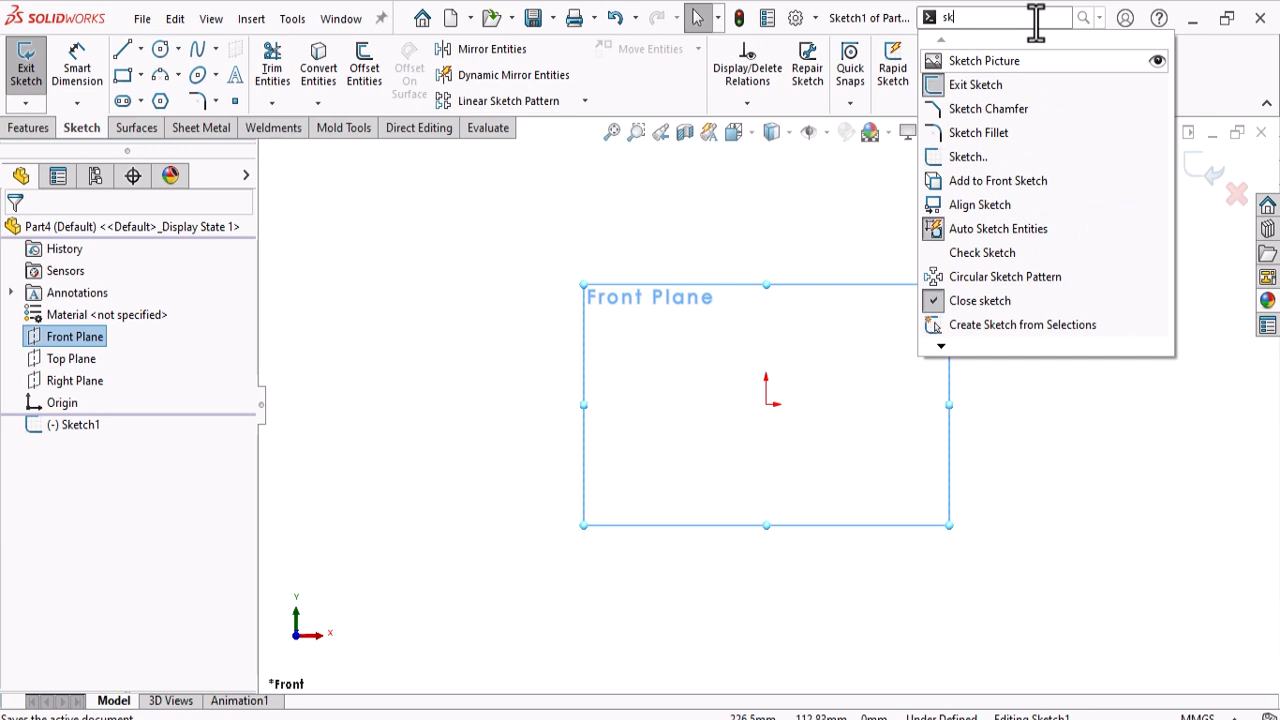 SOLIDWORKS File Edit View Insert Tools Window Sketch1 of Part... sk
Exit Sketch
Smart Dimension
Trim Entities
Convert Entities
Offset Entities
Offset On Surface
Mirror Entities
Dynamic Mirror Entities
Linear Sketch Pattern
Move Entities
Display/Delete Relations
Repair Sketch
Quick Snaps
Rapid Sketch
Features Sketch Surfaces Sheet Metal Weldments Mold Tools Direct Editing Evaluate
Sketch Picture
Exit Sketch
Sketch Chamfer
Sketch Fillet
Sketch..
Add to Front Sketch
Align Sketch
Auto Sketch Entities
Check Sketch
Circular Sketch Pattern
Close sketch
Create Sketch from Selections
Part4 (Default) <<Default>_Display State 1>
History
Sensors
Annotations
Material <not specified>
Front Plane
Top Plane
Right Plane
Origin
(-) Sketch1
Front Plane
Y
X
*Front
Model 3D Views Animation1
Saves the active document. 226.5mm 112.83mm 0mm Under Defined Editing Sketch1 MMGS